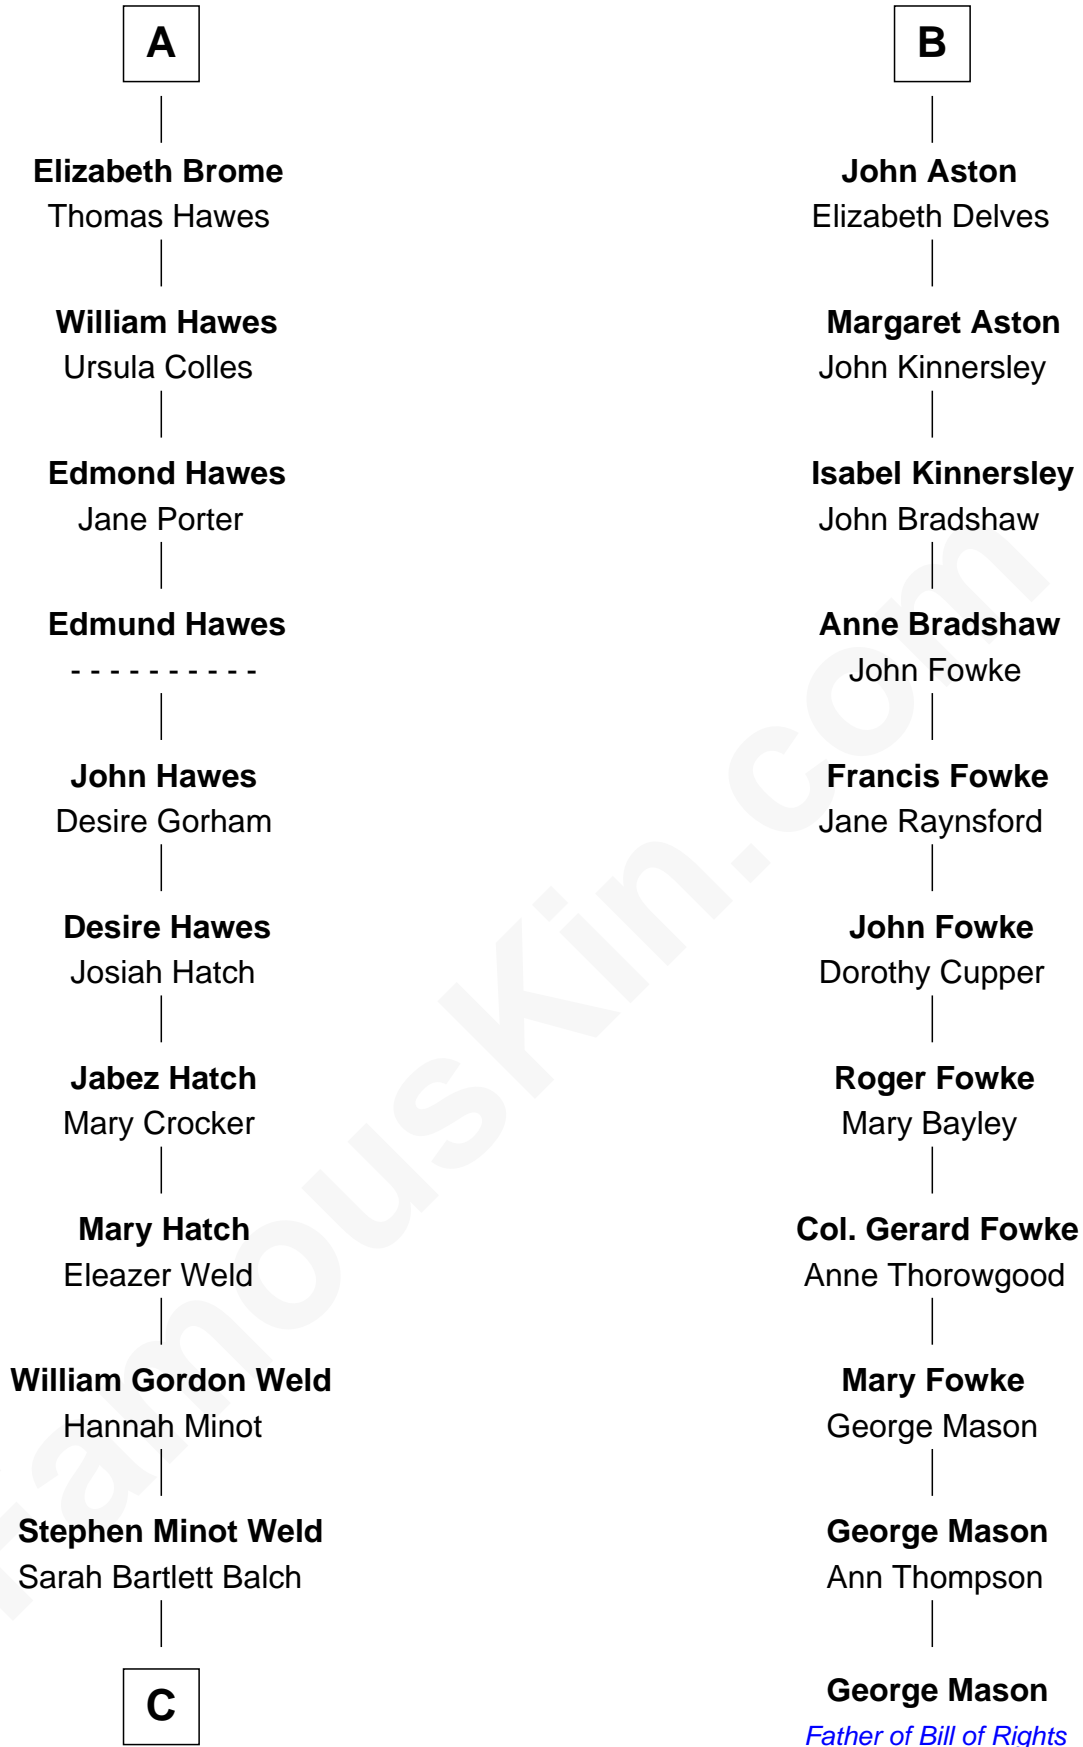 A
Elizabeth Brome
Thomas Hawes
William Hawes
Ursula Colles
Edmond Hawes
Jane Porter
Edmund Hawes
- - - - - - - - - -
John Hawes
Desire Gorham
Desire Hawes
Josiah Hatch
Jabez Hatch
Mary Crocker
Mary Hatch
Eleazer Weld
William Gordon Weld
Hannah Minot
Stephen Minot Weld
Sarah Bartlett Balch
C
B
John Aston
Elizabeth Delves
Margaret Aston
John Kinnersley
Isabel Kinnersley
John Bradshaw
Anne Bradshaw
John Fowke
Francis Fowke
Jane Raynsford
John Fowke
Dorothy Cupper
Roger Fowke
Mary Bayley
Col. Gerard Fowke
Anne Thorowgood
Mary Fowke
George Mason
George Mason
Ann Thompson
George Mason
Father of Bill of Rights
FamousKin.com